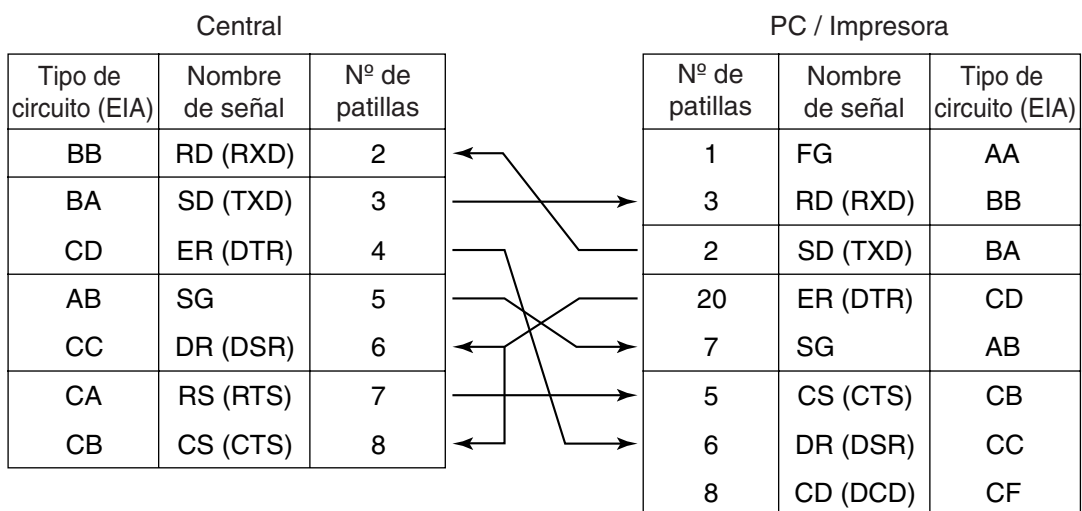 Central
Tipo de circuito (EIA) Nombre de señal Nº de patillas
BB RD (RXD) 2
BA SD (TXD) 3
CD ER (DTR) 4
AB SG 5
CC DR (DSR) 6
CA RS (RTS) 7
CB CS (CTS) 8
PC / Impresora
Nº de patillas Nombre de señal Tipo de circuito (EIA)
1 FG AA
3 RD (RXD) BB
2 SD (TXD) BA
20 ER (DTR) CD
7 SG AB
5 CS (CTS) CB
6 DR (DSR) CC
8 CD (DCD) CF